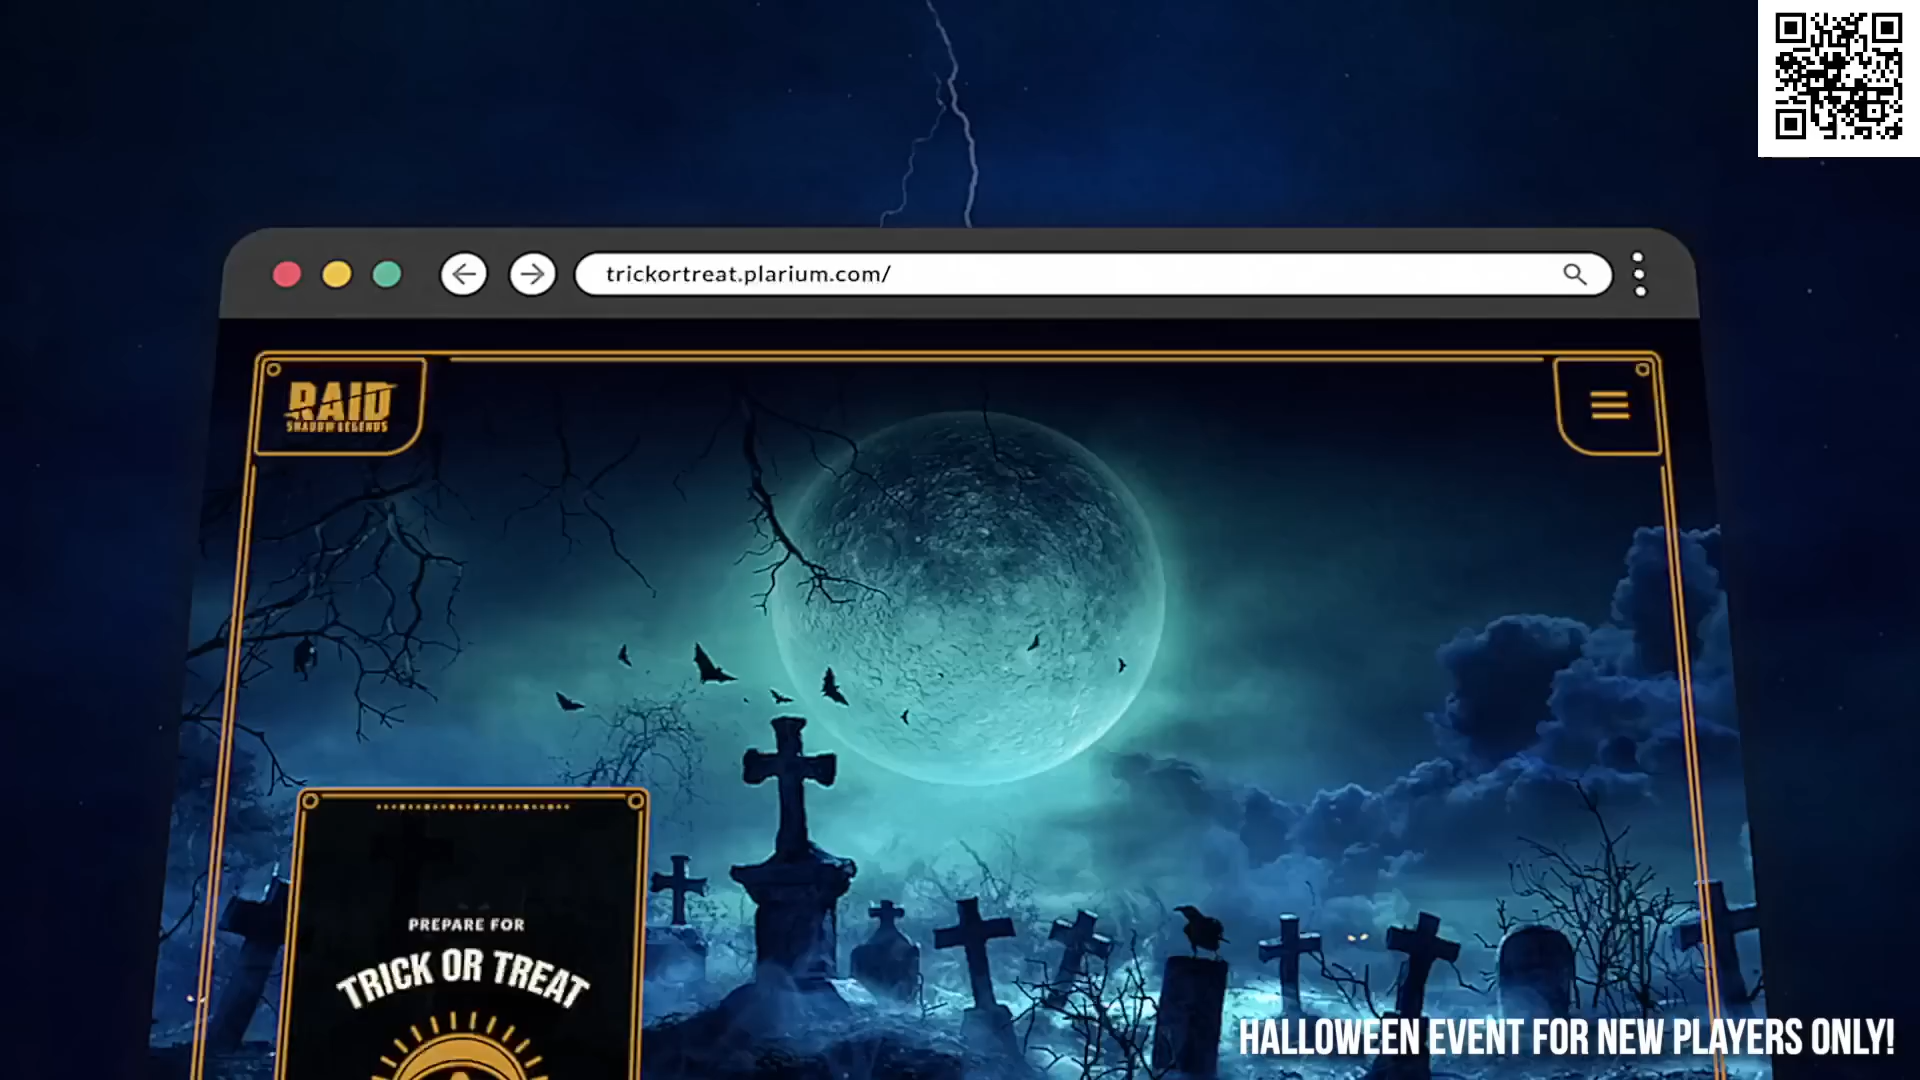 trickortreat.plarium.com/
RAID
SHADOW LEGENDS
PREPARE FOR
TRICK OR TREAT
HALLOWEEN EVENT FOR NEW PLAYERS ONLY!